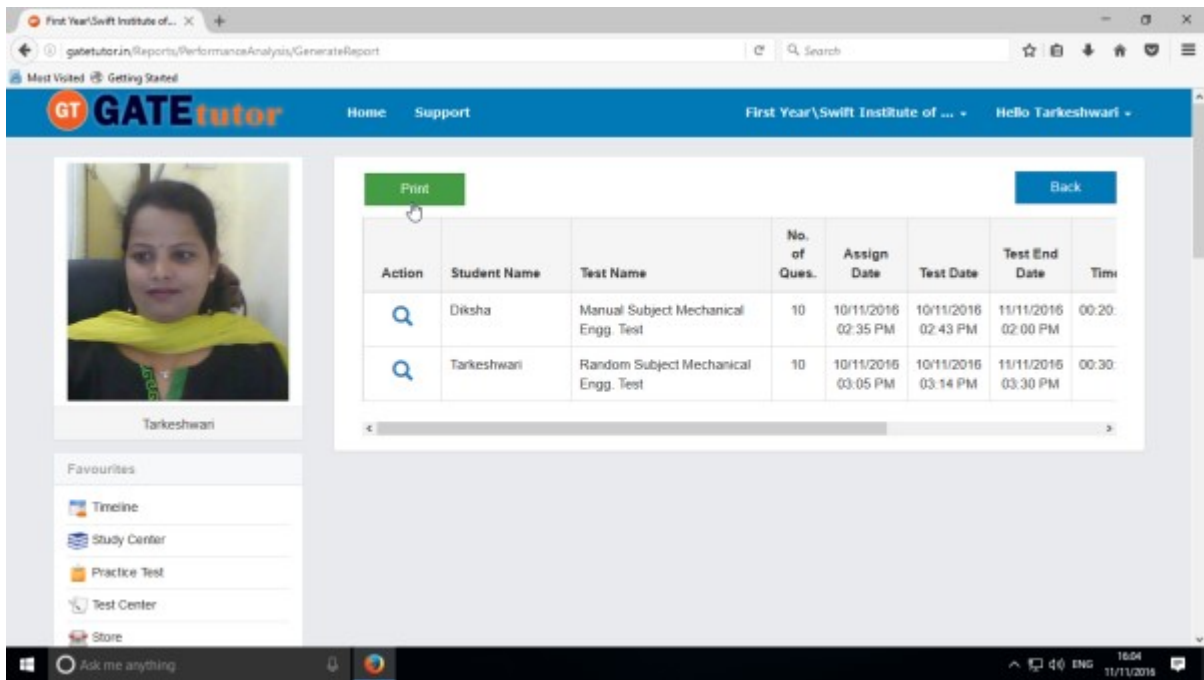 First Year\Swift Institute of...
gatetutor.in/Reports/PerformanceAnalysis/GenerateReport
Search
Most Visited Getting Started
GT GATEtutor Home Support First Year\Swift Institute of ... Hello Tarkeshwari
Print Back
Action Student Name Test Name No. of Ques. Assign Date Test Date Test End Date Time
Diksha Manual Subject Mechanical Engg. Test 10 10/11/2016 02:35 PM 10/11/2016 02:43 PM 11/11/2016 02:00 PM 00:20:
Tarkeshwari Random Subject Mechanical Engg. Test 10 10/11/2016 03:05 PM 10/11/2016 03:14 PM 11/11/2016 03:30 PM 00:30:
Tarkeshwari
Favourites
Timeline
Study Center
Practice Test
Test Center
Store
Ask me anything ENG 16:04
11/11/2016